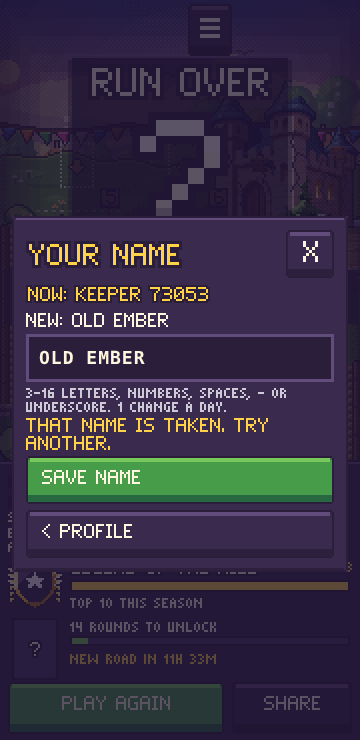 RUN OVER
?
YOUR NAME
X
NOW: KEEPER 73053
NEW: OLD EMBER
OLD EMBER
3-16 LETTERS, NUMBERS, SPACES, - OR
UNDERSCORE. 1 CHANGE A DAY.
THAT NAME IS TAKEN. TRY
ANOTHER.
SAVE NAME
< PROFILE
TOP 10 THIS SEASON
14 ROUNDS TO UNLOCK
?
NEW ROAD IN 11H 33M
PLAY AGAIN
SHARE